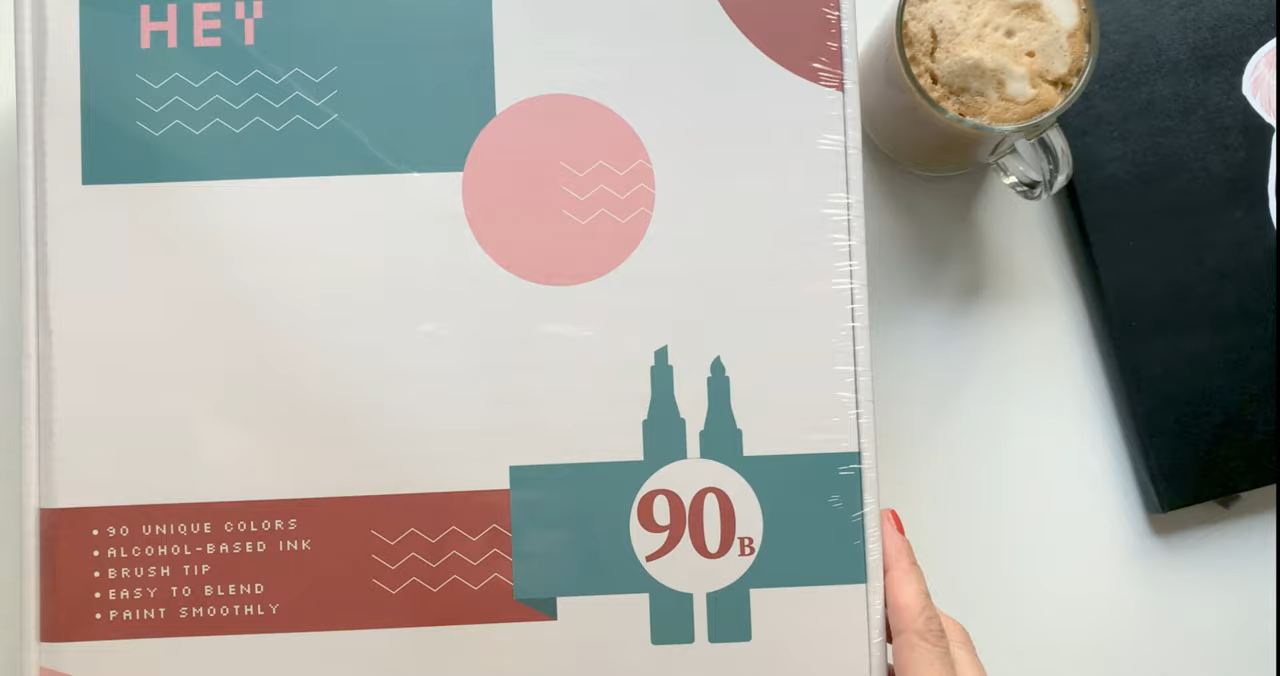 HEY
• 90 UNIQUE COLORS
• ALCOHOL-BASED INK
• BRUSH TIP
• EASY TO BLEND
• PAINT SMOOTHLY
90B